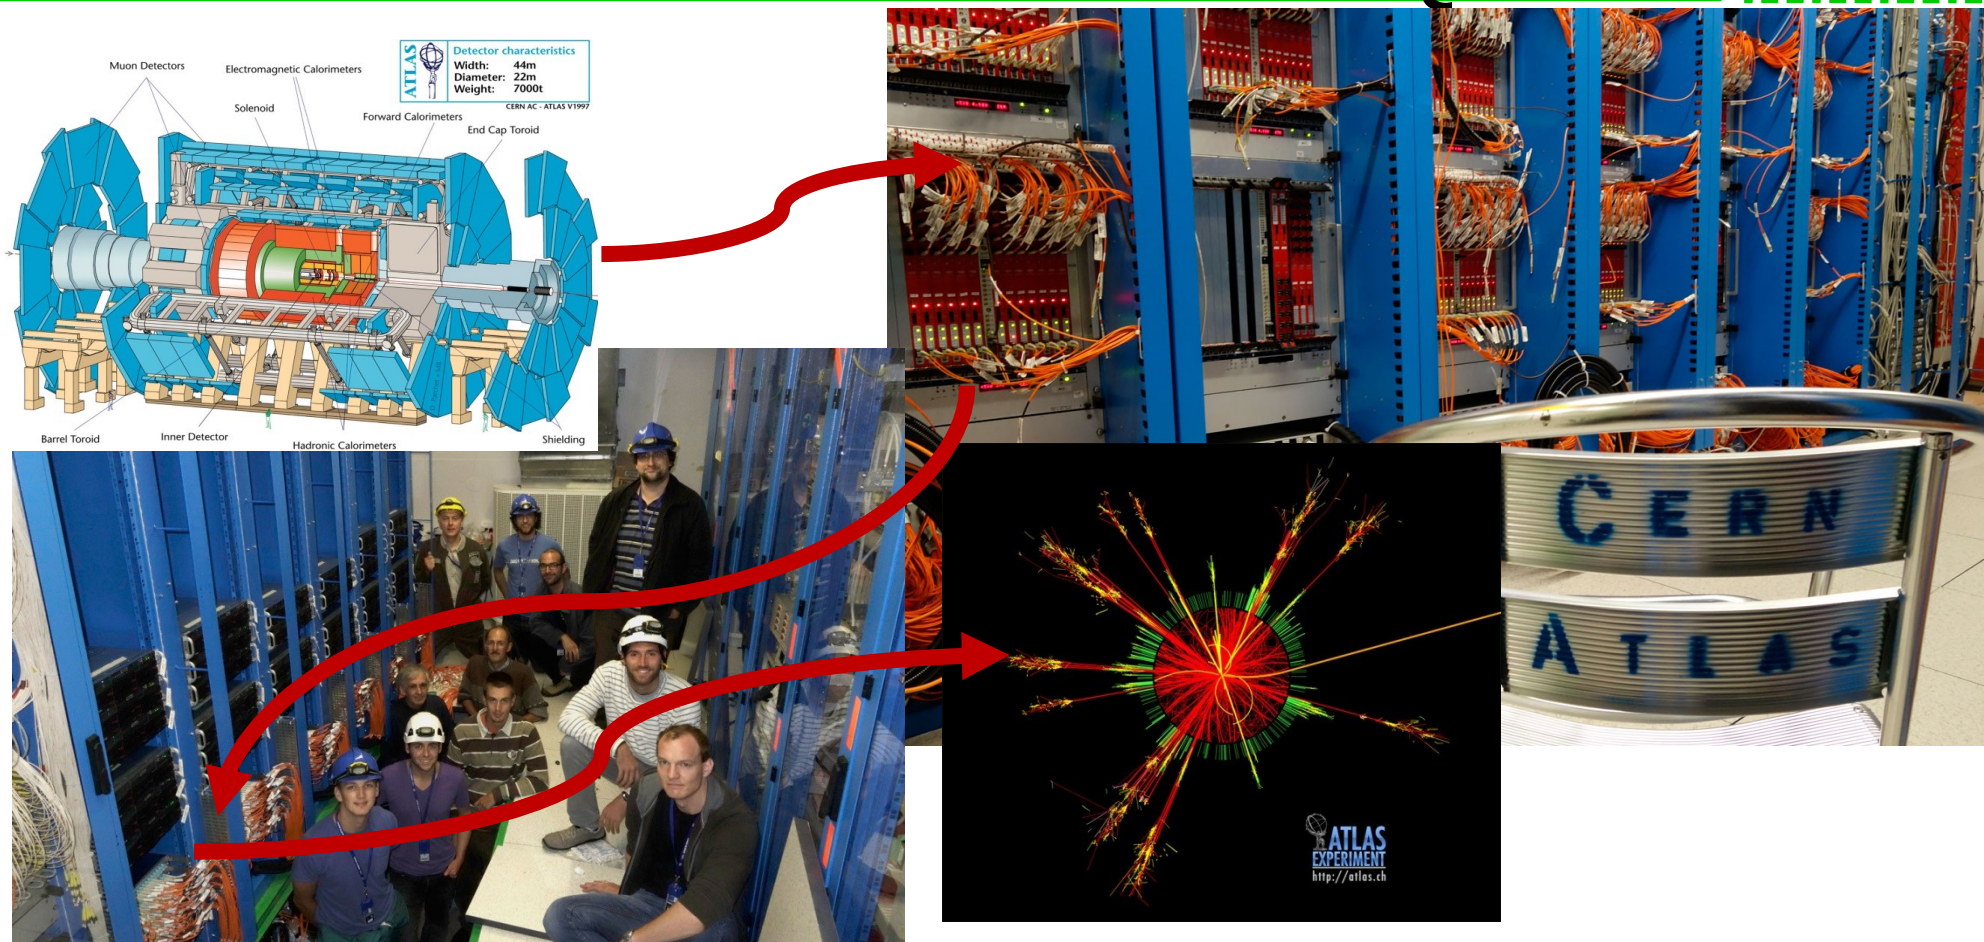 ATLAS
Detector characteristics
Width: 44m
Diameter: 22m
Weight: 7000t
CERN AC - ATLAS V1997
Muon Detectors
Electromagnetic Calorimeters
Solenoid
Forward Calorimeters
End Cap Toroid
Barrel Toroid
Inner Detector
Hadronic Calorimeters
Shielding
CERN
ATLAS
ATLAS
EXPERIMENT
http://atlas.ch